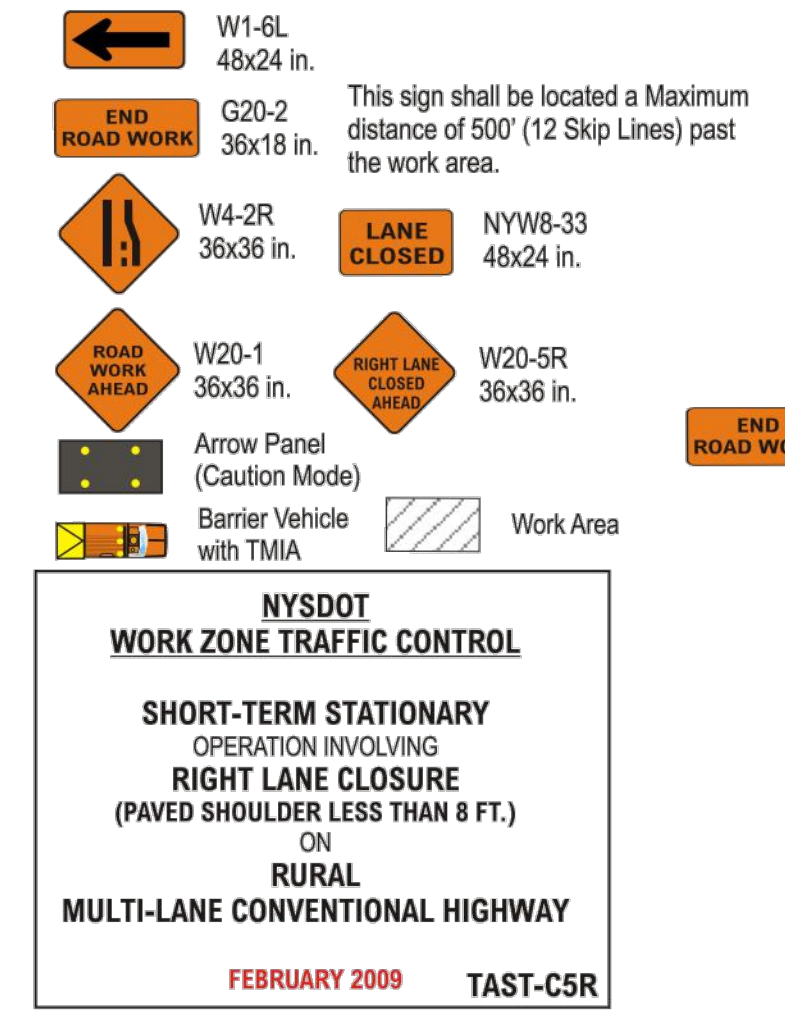 W1-6L
48x24 in.
END
ROAD WORK
G20-2
36x18 in.
This sign shall be located a Maximum
distance of 500' (12 Skip Lines) past
the work area.
W4-2R
36x36 in.
LANE
CLOSED
NYW8-33
48x24 in.
ROAD
WORK
AHEAD
W20-1
36x36 in.
RIGHT LANE
CLOSED
AHEAD
W20-5R
36x36 in.
END
ROAD WO
Arrow Panel
(Caution Mode)
Barrier Vehicle
with TMIA
Work Area
NYSDOT
WORK ZONE TRAFFIC CONTROL
SHORT-TERM STATIONARY
OPERATION INVOLVING
RIGHT LANE CLOSURE
(PAVED SHOULDER LESS THAN 8 FT.)
ON
RURAL
MULTI-LANE CONVENTIONAL HIGHWAY
FEBRUARY 2009
TAST-C5R